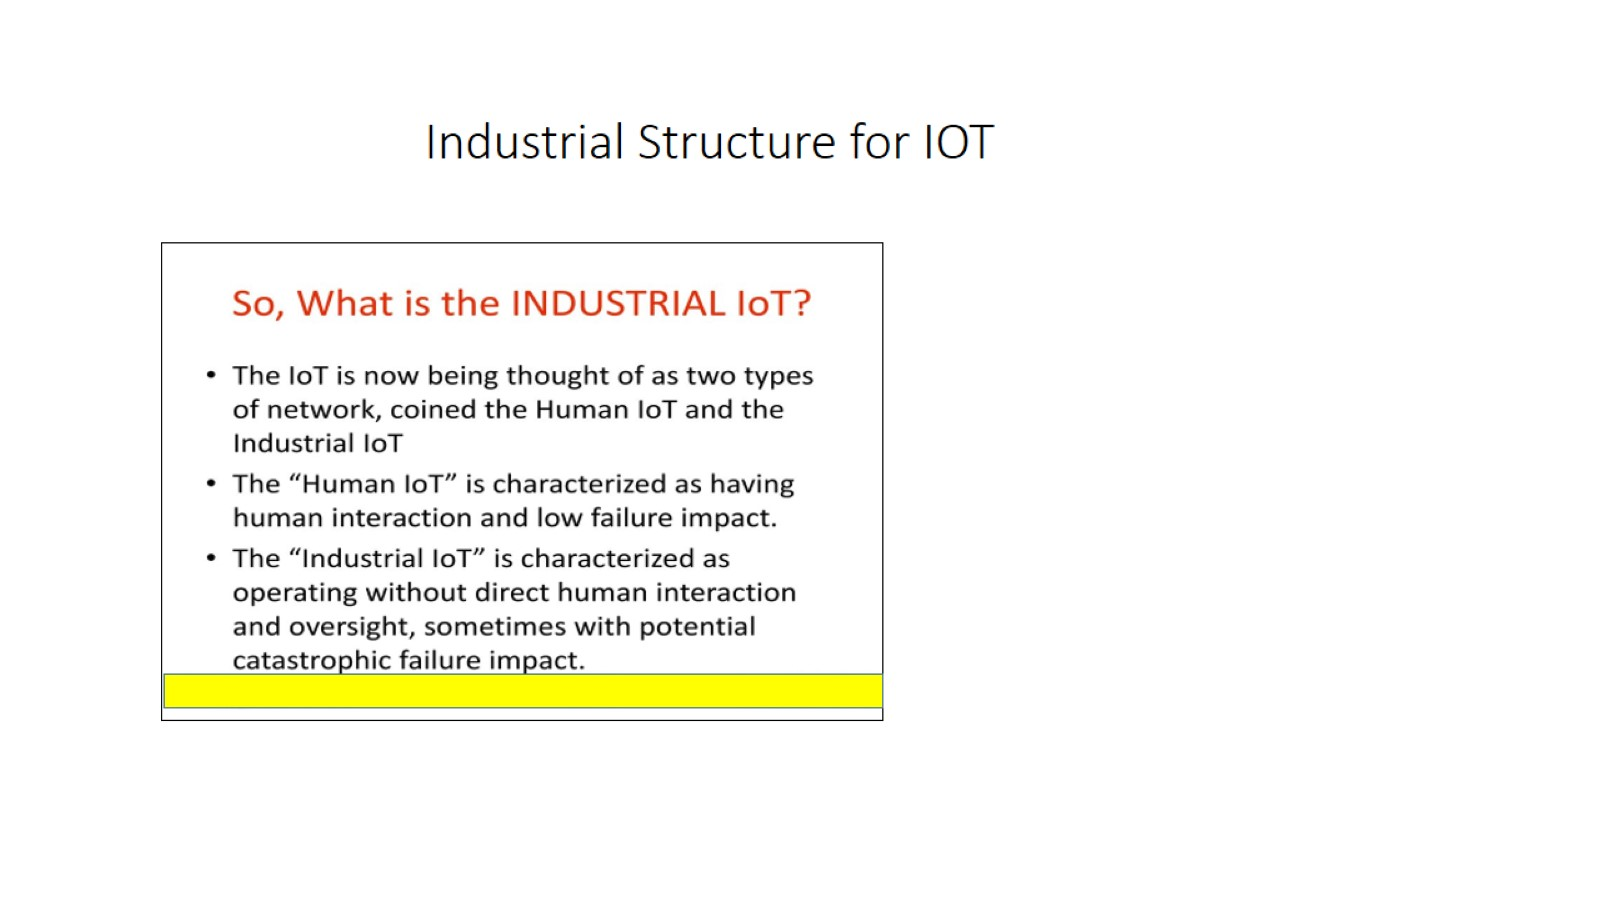 Industrial Structure for IOT
So, What is the INDUSTRIAL IoT?
• The IoT is now being thought of as two types
of network, coined the Human IoT and the
Industrial IoT
• The “Human IoT” is characterized as having
human interaction and low failure impact.
• The “Industrial IoT” is characterized as
operating without direct human interaction
and oversight, sometimes with potential
catastrophic failure impact.